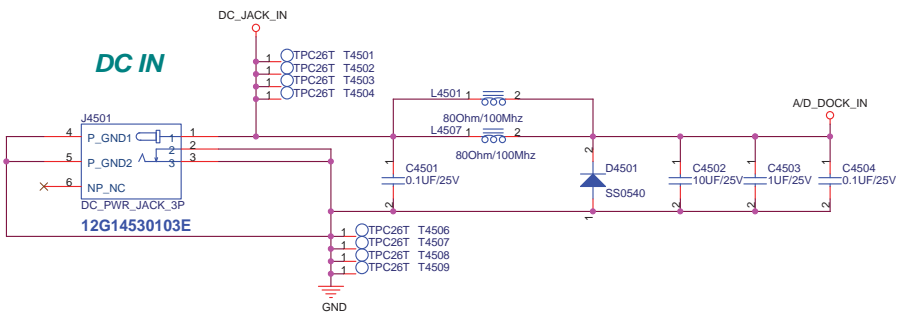 DC_JACK_IN
DC IN
1 TPC26T T4501
1 TPC26T T4502
1 TPC26T T4503
1 TPC26T T4504
L4501 1 2
80Ohm/100Mhz
L4507 1 2
80Ohm/100Mhz
A/D_DOCK_IN
J4501
4 P_GND1 1 1
2 2
5 P_GND2 3 3
6 NP_NC
DC_PWR_JACK_3P
12G14530103E
1 C4501
0.1UF/25V
2
2 D4501
SS0540
1
1 C4502
10UF/25V
2
1 C4503
1UF/25V
2
1 C4504
0.1UF/25V
2
1 TPC26T T4506
1 TPC26T T4507
1 TPC26T T4508
1 TPC26T T4509
GND